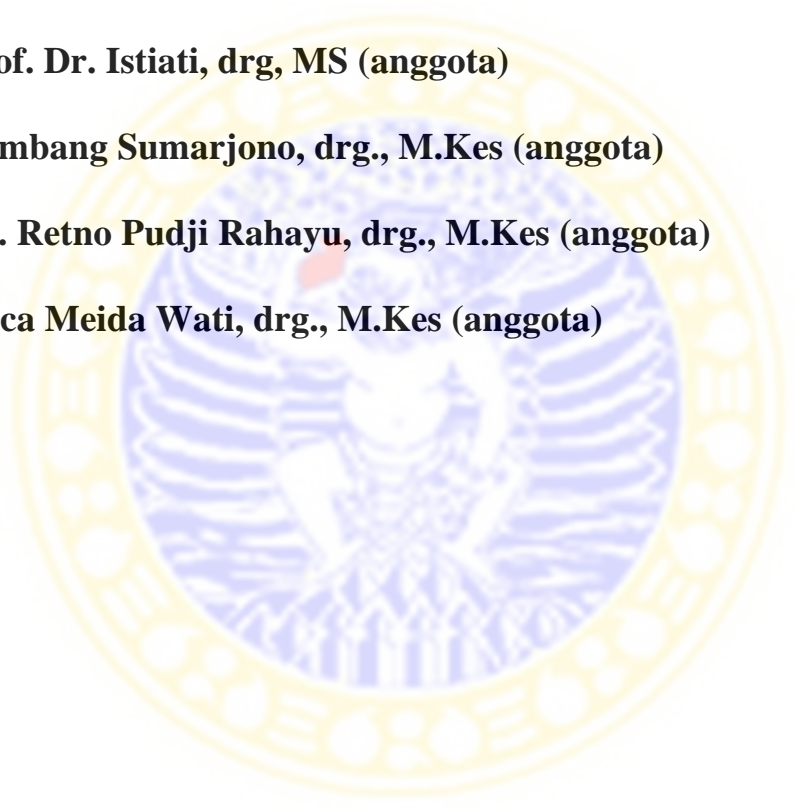 of. Dr. Istiati, drg, MS (anggota)
mbang Sumarjono, drg., M.Kes (anggota)
. Retno Pudji Rahayu, drg., M.Kes (anggota)
ca Meida Wati, drg., M.Kes (anggota)